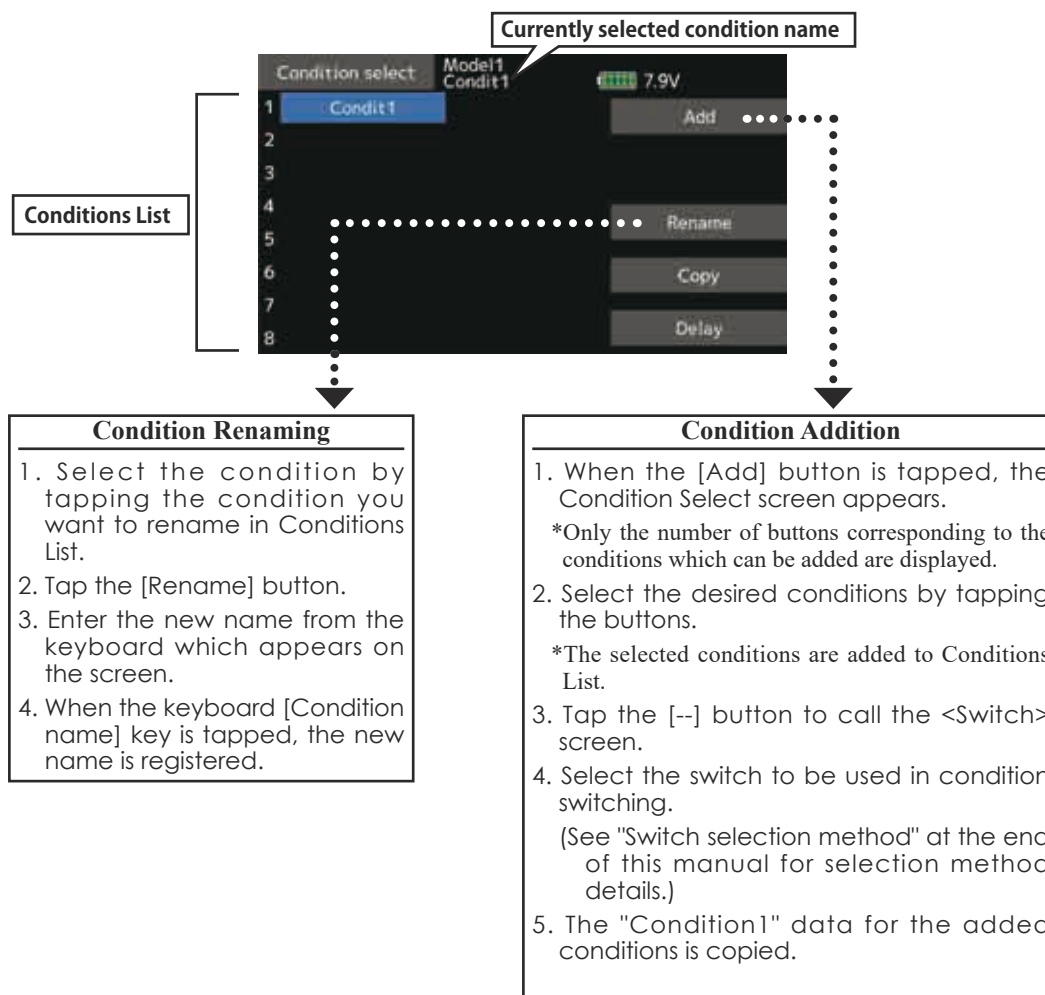 Currently selected condition name
Condition select
Model1
Condit1
7.9V
1 Condit1
Add
2
3
Conditions List
4
Rename
5
6
Copy
7
Delay
8
Condition Renaming
1. Select the condition by
tapping the condition you
want to rename in Conditions
List.
2. Tap the [Rename] button.
3. Enter the new name from the
keyboard which appears on
the screen.
4. When the keyboard [Condition
name] key is tapped, the new
name is registered.
Condition Addition
1. When the [Add] button is tapped, the
Condition Select screen appears.
*Only the number of buttons corresponding to the
conditions which can be added are displayed.
2. Select the desired conditions by tapping
the buttons.
*The selected conditions are added to Conditions
List.
3. Tap the [--] button to call the <Switch>
screen.
4. Select the switch to be used in condition
switching.
(See "Switch selection method" at the end
of this manual for selection method
details.)
5. The "Condition1" data for the added
conditions is copied.